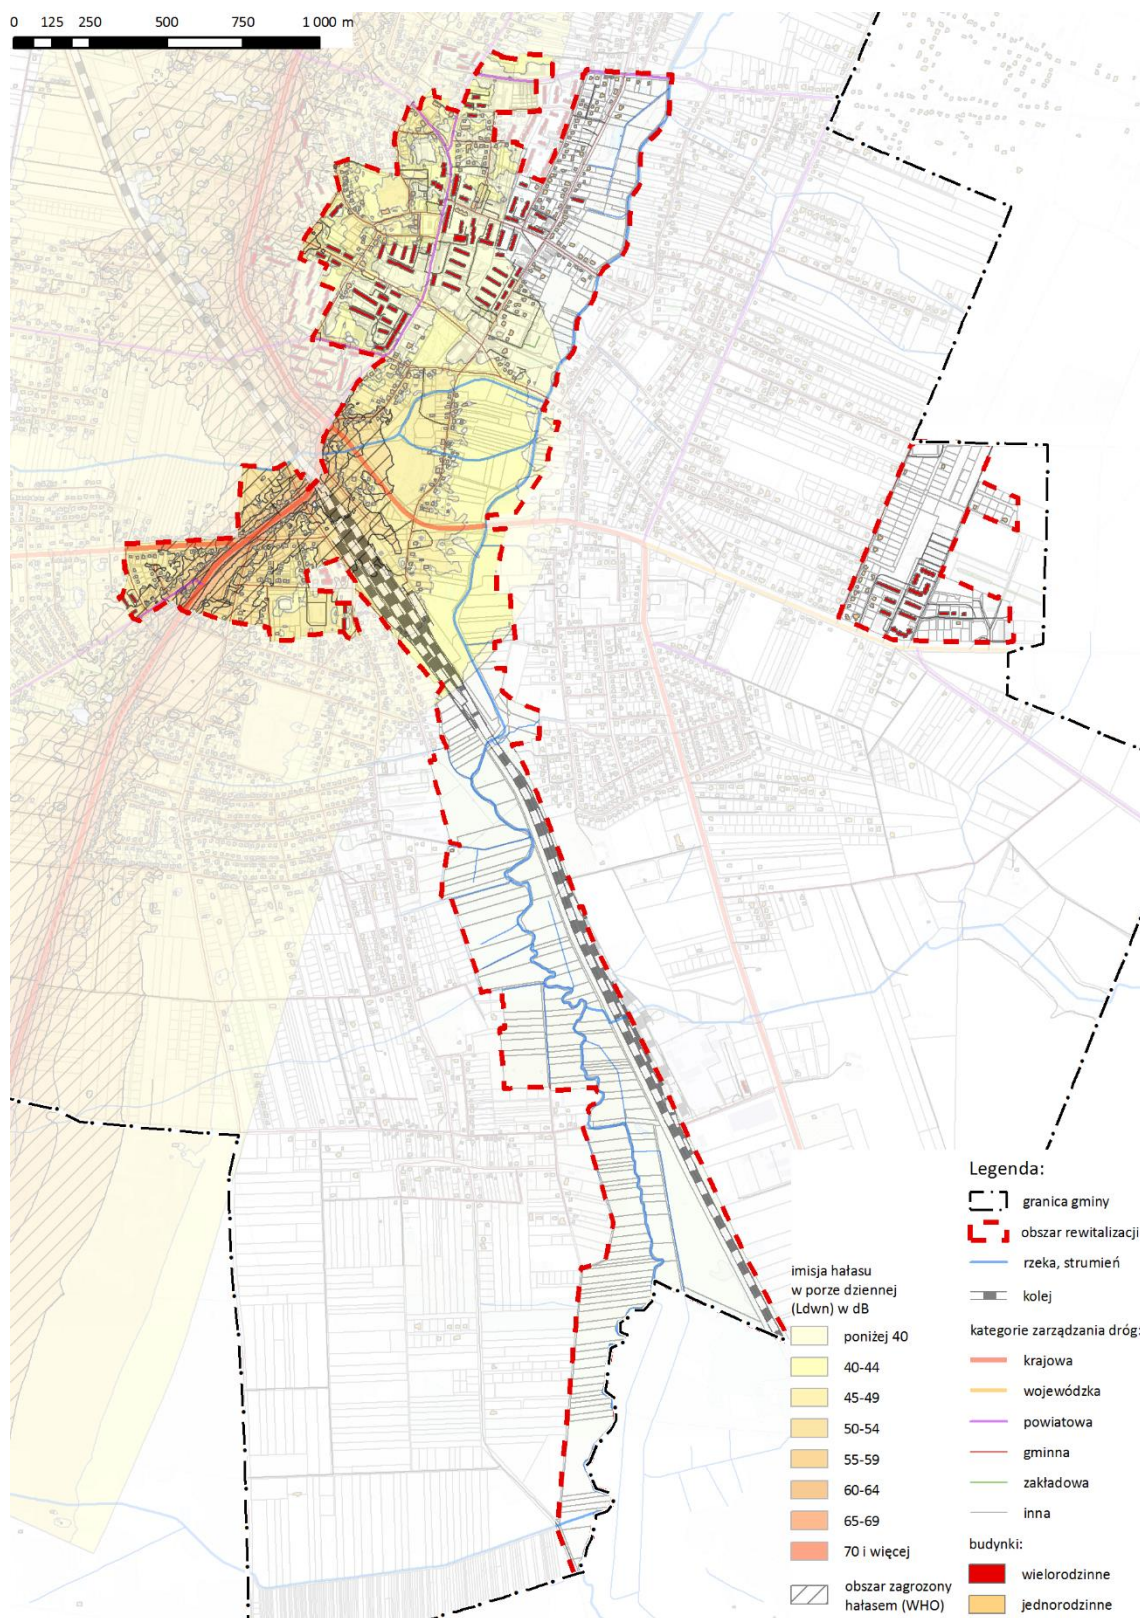 0 125 250 500 750 1 000 m
Legenda:
granica gminy
obszar rewitalizacji
rzeka, strumień
kolej
kategorie zarządzania dróg:
krajowa
wojewódzka
powiatowa
gminna
zakładowa
inna
budynki:
wielorodzinne
jednorodzinne
imisja hałasu
w porze dziennej
(Ldwn) w dB
poniżej 40
40-44
45-49
50-54
55-59
60-64
65-69
70 i więcej
obszar zagrozony
hałasem (WHO)